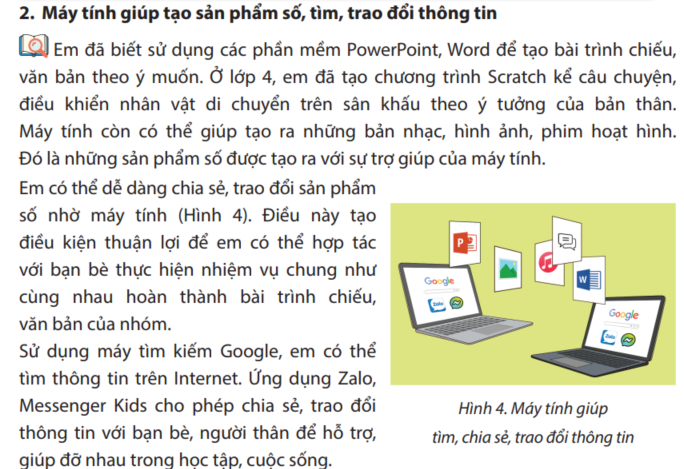 2. Máy tính giúp tạo sản phẩm số, tìm, trao đổi thông tin
Em đã biết sử dụng các phần mềm PowerPoint, Word để tạo bài trình chiếu,
văn bản theo ý muốn. Ở lớp 4, em đã tạo chương trình Scratch kể câu chuyện,
điều khiển nhân vật di chuyển trên sân khấu theo ý tưởng của bản thân.
Máy tính còn có thể giúp tạo ra những bản nhạc, hình ảnh, phim hoạt hình.
Đó là những sản phẩm số được tạo ra với sự trợ giúp của máy tính.
Em có thể dễ dàng chia sẻ, trao đổi sản phẩm
số nhờ máy tính (Hình 4). Điều này tạo
điều kiện thuận lợi để em có thể hợp tác
với bạn bè thực hiện nhiệm vụ chung như
cùng nhau hoàn thành bài trình chiếu,
văn bản của nhóm.
Sử dụng máy tìm kiếm Google, em có thể
tìm thông tin trên Internet. Ứng dụng Zalo,
Messenger Kids cho phép chia sẻ, trao đổi
thông tin với bạn bè, người thân để hỗ trợ,
giúp đỡ nhau trong học tập, cuộc sống.
P
W
Google
Zalo
Google
Zalo
Hình 4. Máy tính giúp
tìm, chia sẻ, trao đổi thông tin